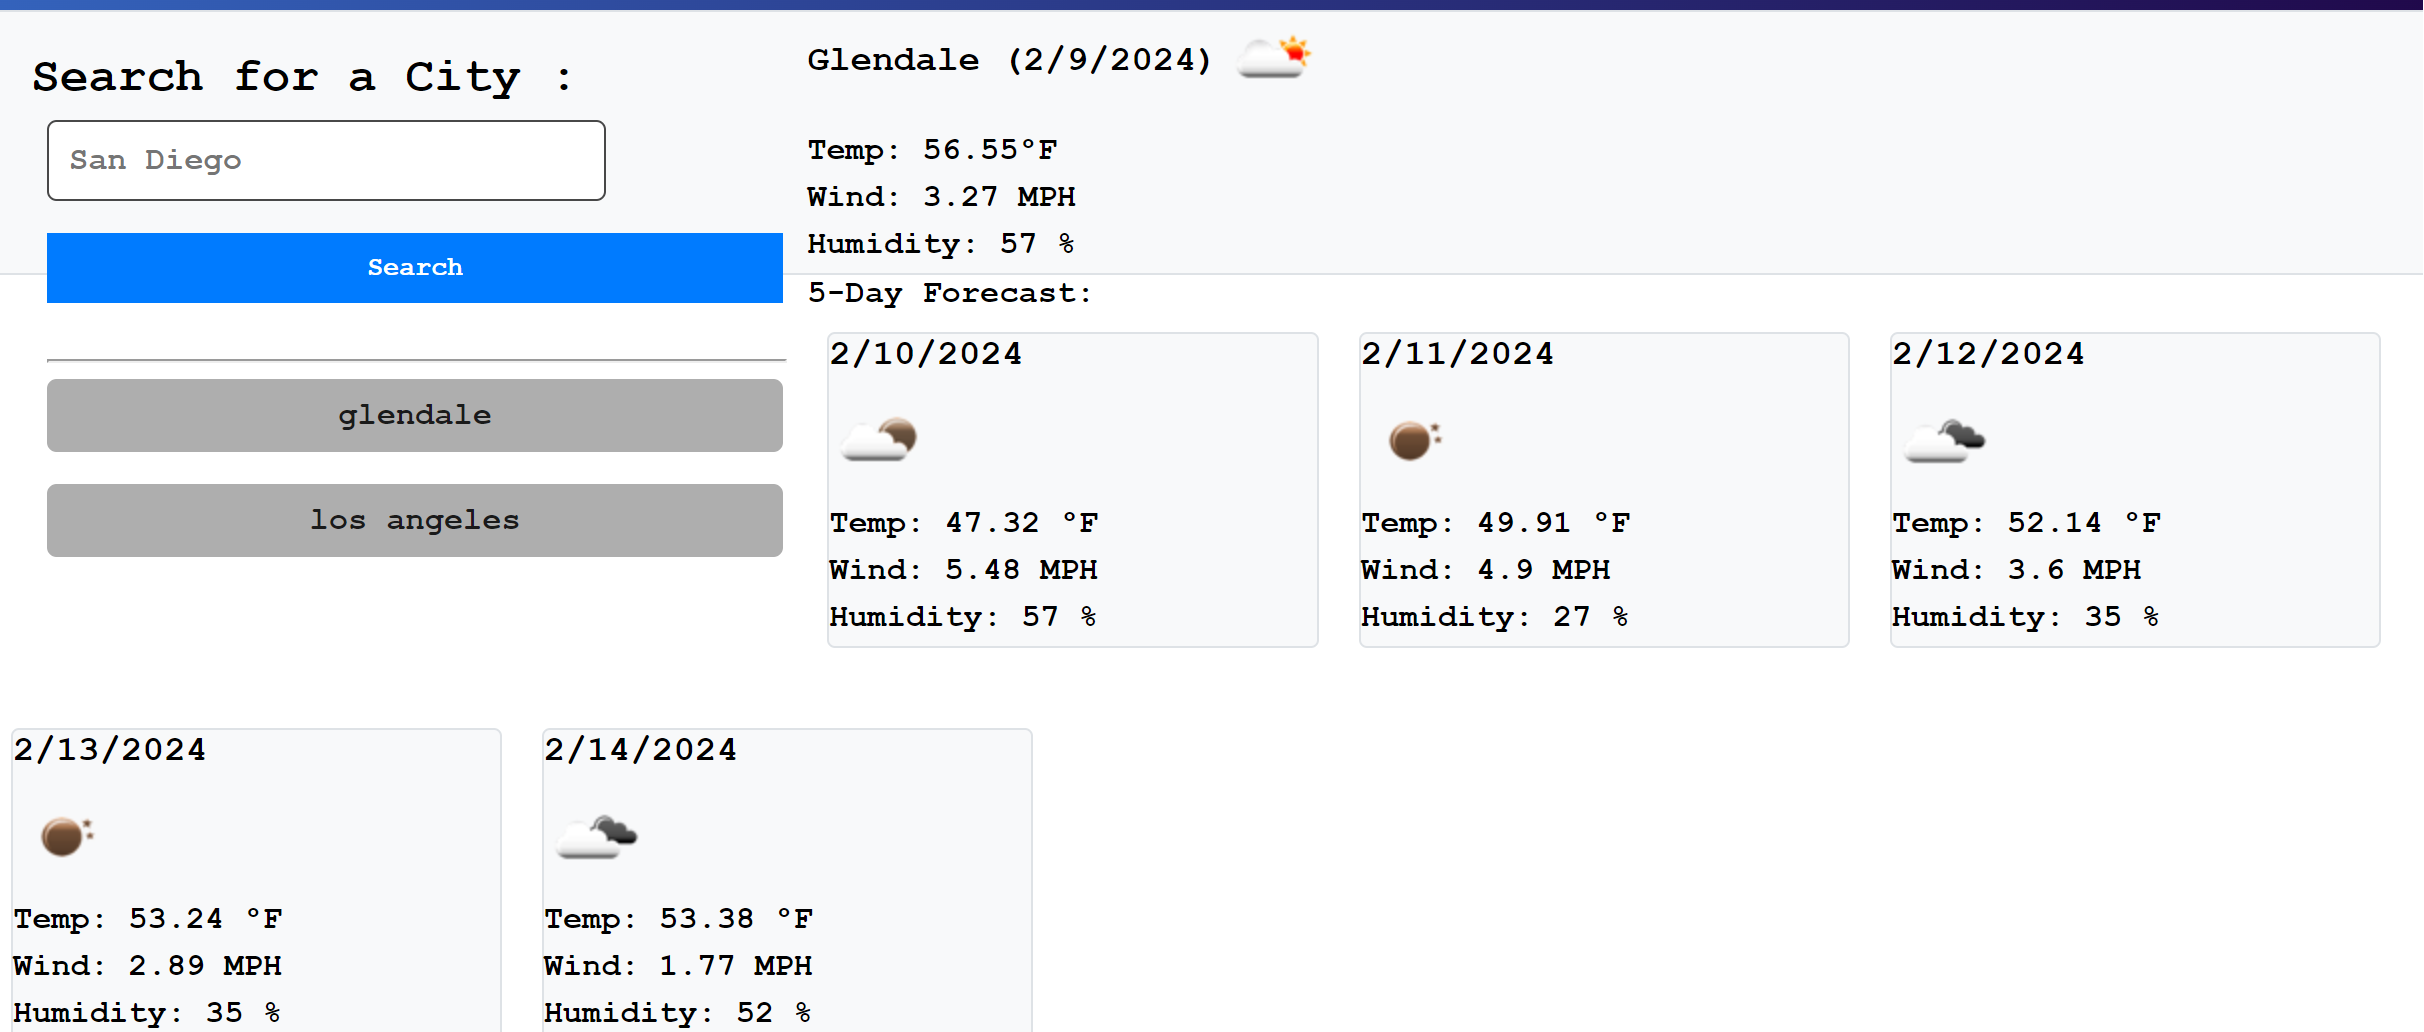 Search for a City :
San Diego
Search
glendale
los angeles
Glendale (2/9/2024)
Temp: 56.55°F
Wind: 3.27 MPH
Humidity: 57 %
5-Day Forecast:
2/10/2024
Temp: 47.32 °F
Wind: 5.48 MPH
Humidity: 57 %
2/11/2024
Temp: 49.91 °F
Wind: 4.9 MPH
Humidity: 27 %
2/12/2024
Temp: 52.14 °F
Wind: 3.6 MPH
Humidity: 35 %
2/13/2024
Temp: 53.24 °F
Wind: 2.89 MPH
Humidity: 35 %
2/14/2024
Temp: 53.38 °F
Wind: 1.77 MPH
Humidity: 52 %